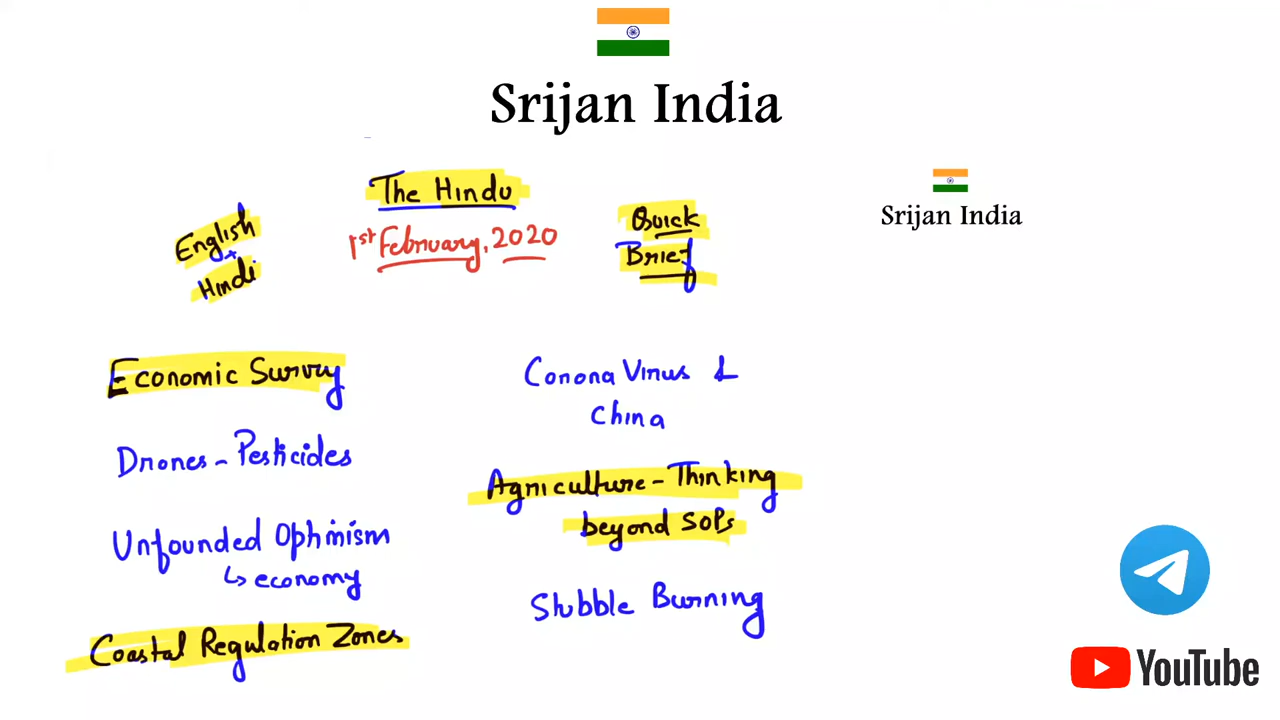 Srijan India
The Hindu
1st February, 2020
English
+
Hindi
Quick
Brief
Srijan India
Economic Survey
Drones - Pesticides
Unfounded Optimism
↳ economy
Coastal Regulation Zones
Corona Virus &
China
Agriculture - Thinking
beyond SOPs
Stubble Burning
YouTube